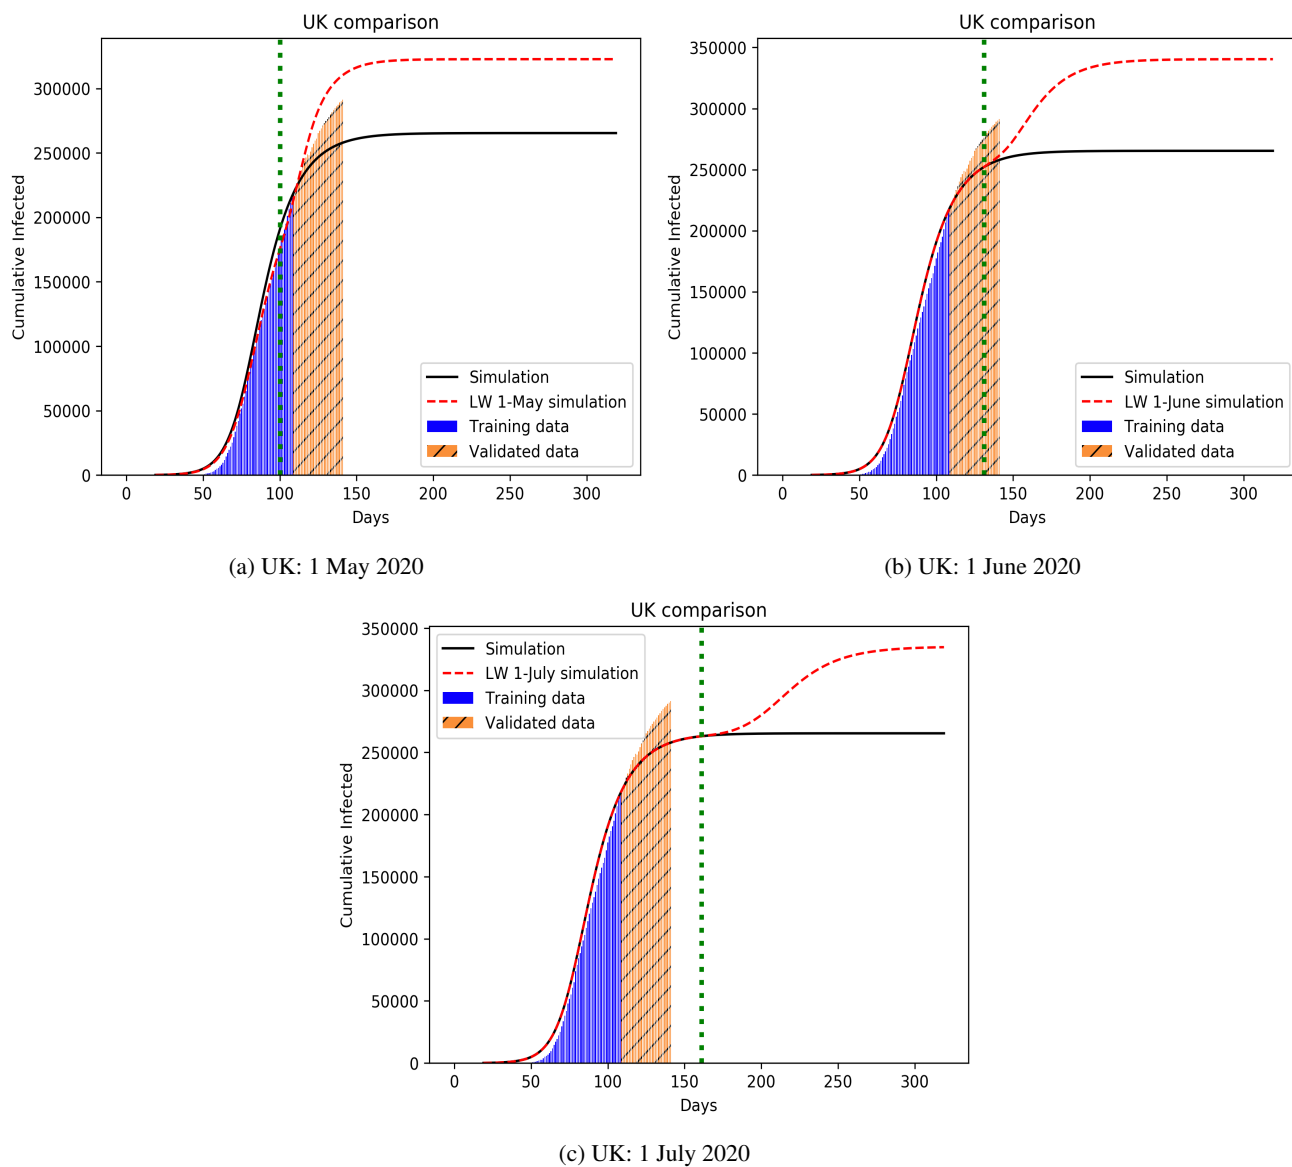 UK comparison
Cumulative Infected
300000
250000
200000
150000
100000
50000
0
0 50 100 150 200 250 300
Days
Simulation
LW 1-May simulation
Training data
Validated data
(a) UK: 1 May 2020
UK comparison
Cumulative Infected
350000
300000
250000
200000
150000
100000
50000
0
0 50 100 150 200 250 300
Days
Simulation
LW 1-June simulation
Training data
Validated data
(b) UK: 1 June 2020
UK comparison
Cumulative Infected
350000
300000
250000
200000
150000
100000
50000
0
0 50 100 150 200 250 300
Days
Simulation
LW 1-July simulation
Training data
Validated data
(c) UK: 1 July 2020